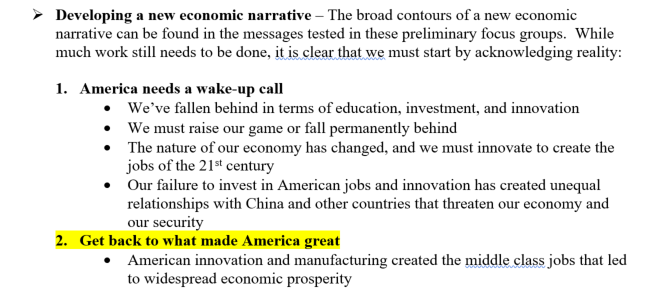 ➢ Developing a new economic narrative – The broad contours of a new economic
narrative can be found in the messages tested in these preliminary focus groups. While
much work still needs to be done, it is clear that we must start by acknowledging reality:
1. America needs a wake-up call
• We’ve fallen behind in terms of education, investment, and innovation
• We must raise our game or fall permanently behind
• The nature of our economy has changed, and we must innovate to create the
jobs of the 21st century
• Our failure to invest in American jobs and innovation has created unequal
relationships with China and other countries that threaten our economy and
our security
2. Get back to what made America great
• American innovation and manufacturing created the middle class jobs that led
to widespread economic prosperity